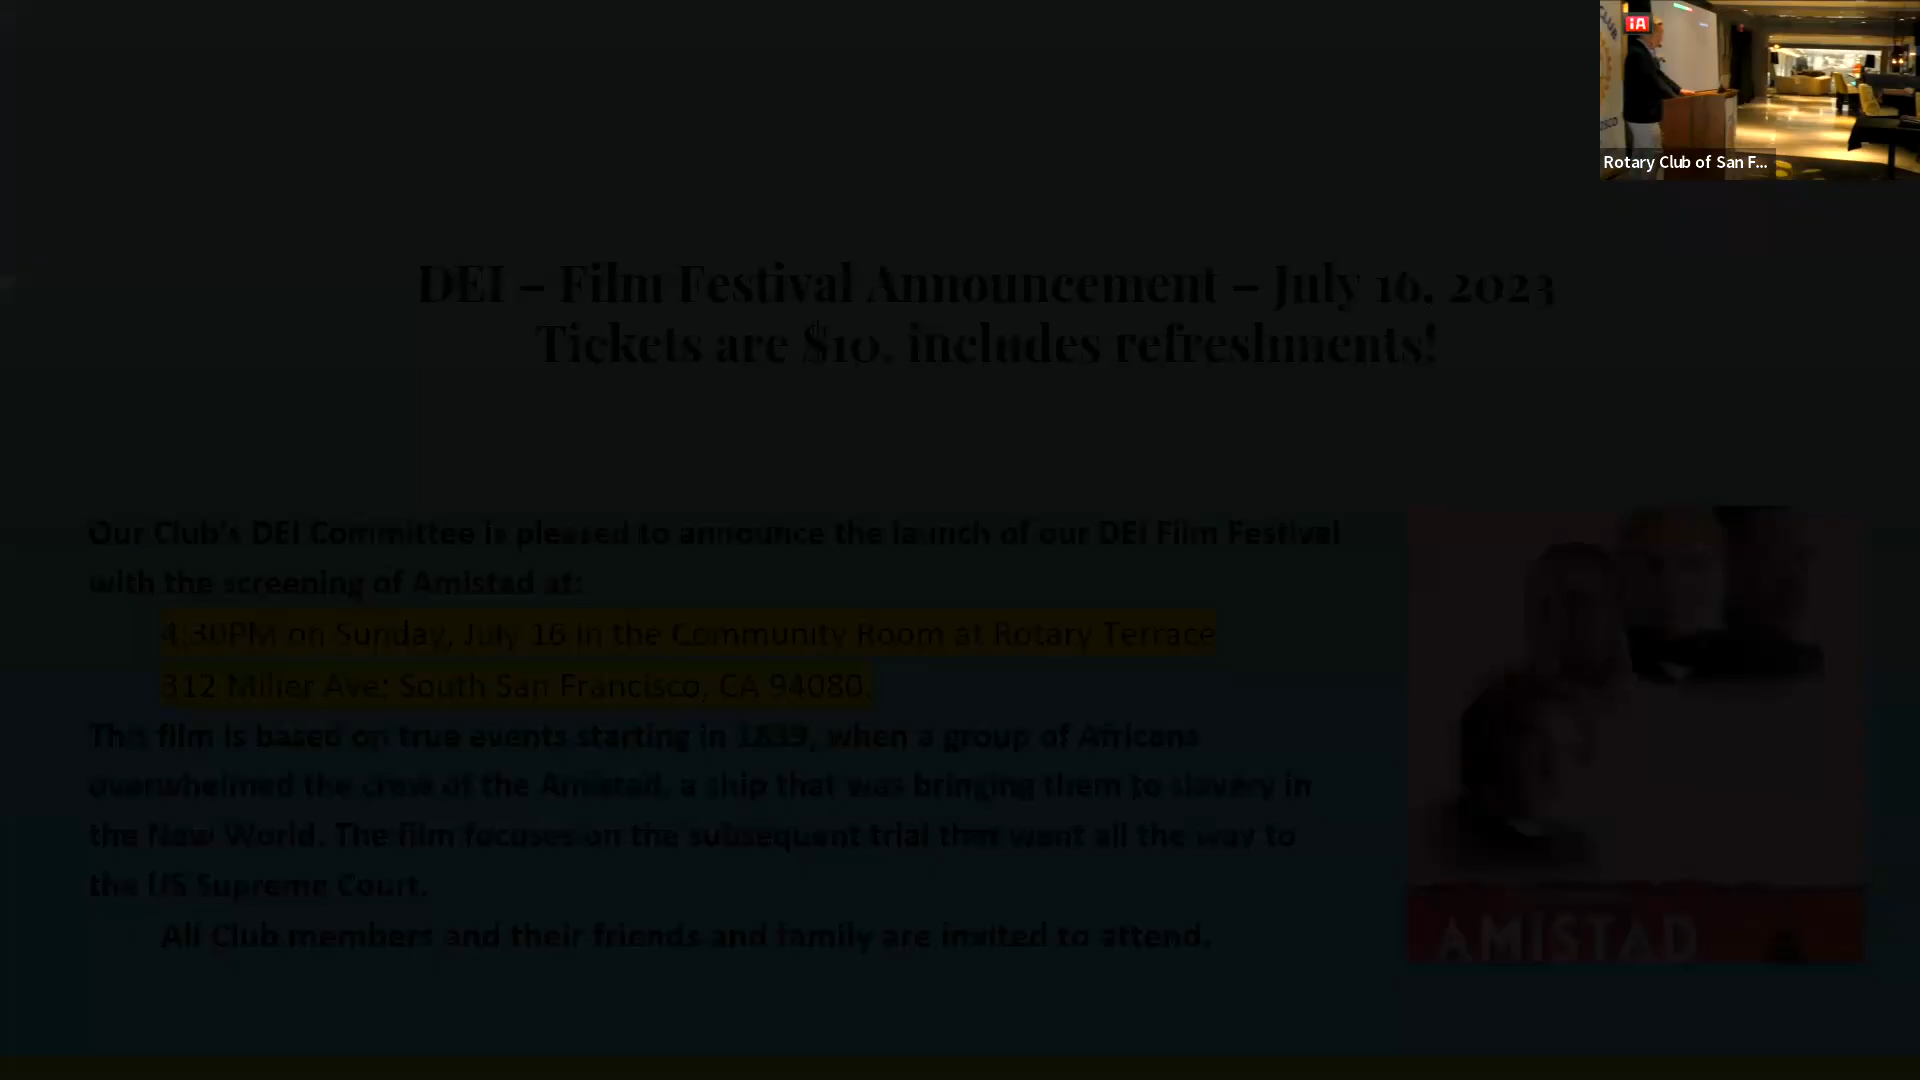 iA
Rotary Club of San F...
DEI – Film Festival Announcement – July 16, 2023
Tickets are $10, includes refreshments!
Our Club's DEI Committee is pleased to announce the launch of our DEI Film Festival
with the screening of Amistad at:
4:30PM on Sunday, July 16 in the Community Room at Rotary Terrace
312 Miller Ave; South San Francisco, CA 94080.
This film is based on true events starting in 1839, when a group of Africans
overwhelmed the crew of the Amistad, a ship that was bringing them to slavery in
the New World. The film focuses on the subsequent trial that went all the way to
the US Supreme Court.
All Club members and their friends and family are invited to attend.
AMISTAD